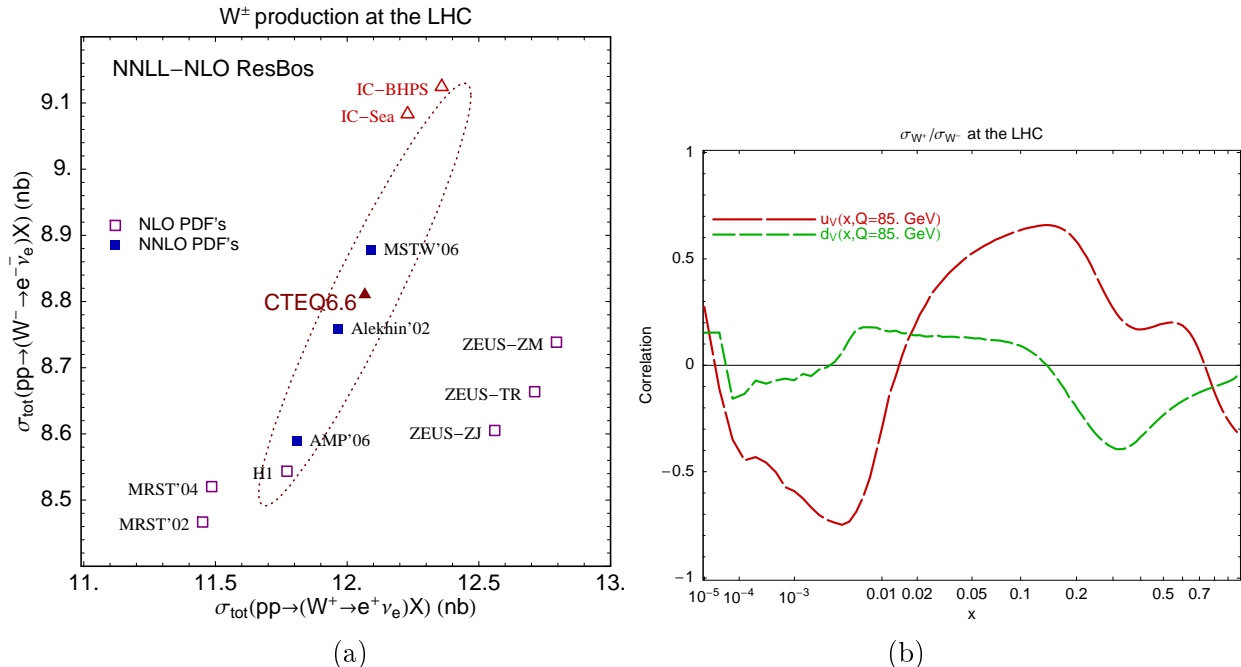 W± production at the LHC
NNLL−NLO ResBos
IC−BHPS
IC−Sea
NLO PDF's
NNLO PDF's
MSTW'06
CTEQ6.6
Alekhin'02
ZEUS−ZM
ZEUS−TR
ZEUS−ZJ
AMP'06
H1
MRST'04
MRST'02
9.1
9.
8.9
8.8
8.7
8.6
8.5
σtot(pp→(W−→e−ν̅e)X) (nb)
11. 11.5 12. 12.5 13.
σtot(pp→(W+→e+νe)X) (nb)
(a)
σW+/σW− at the LHC
uV(x,Q=85. GeV)
dV(x,Q=85. GeV)
1
0.5
0
−0.5
−1
Correlation
10⁻⁵ 10⁻⁴ 10⁻³ 0.01 0.02 0.05 0.1 0.2 0.5 0.7
x
(b)